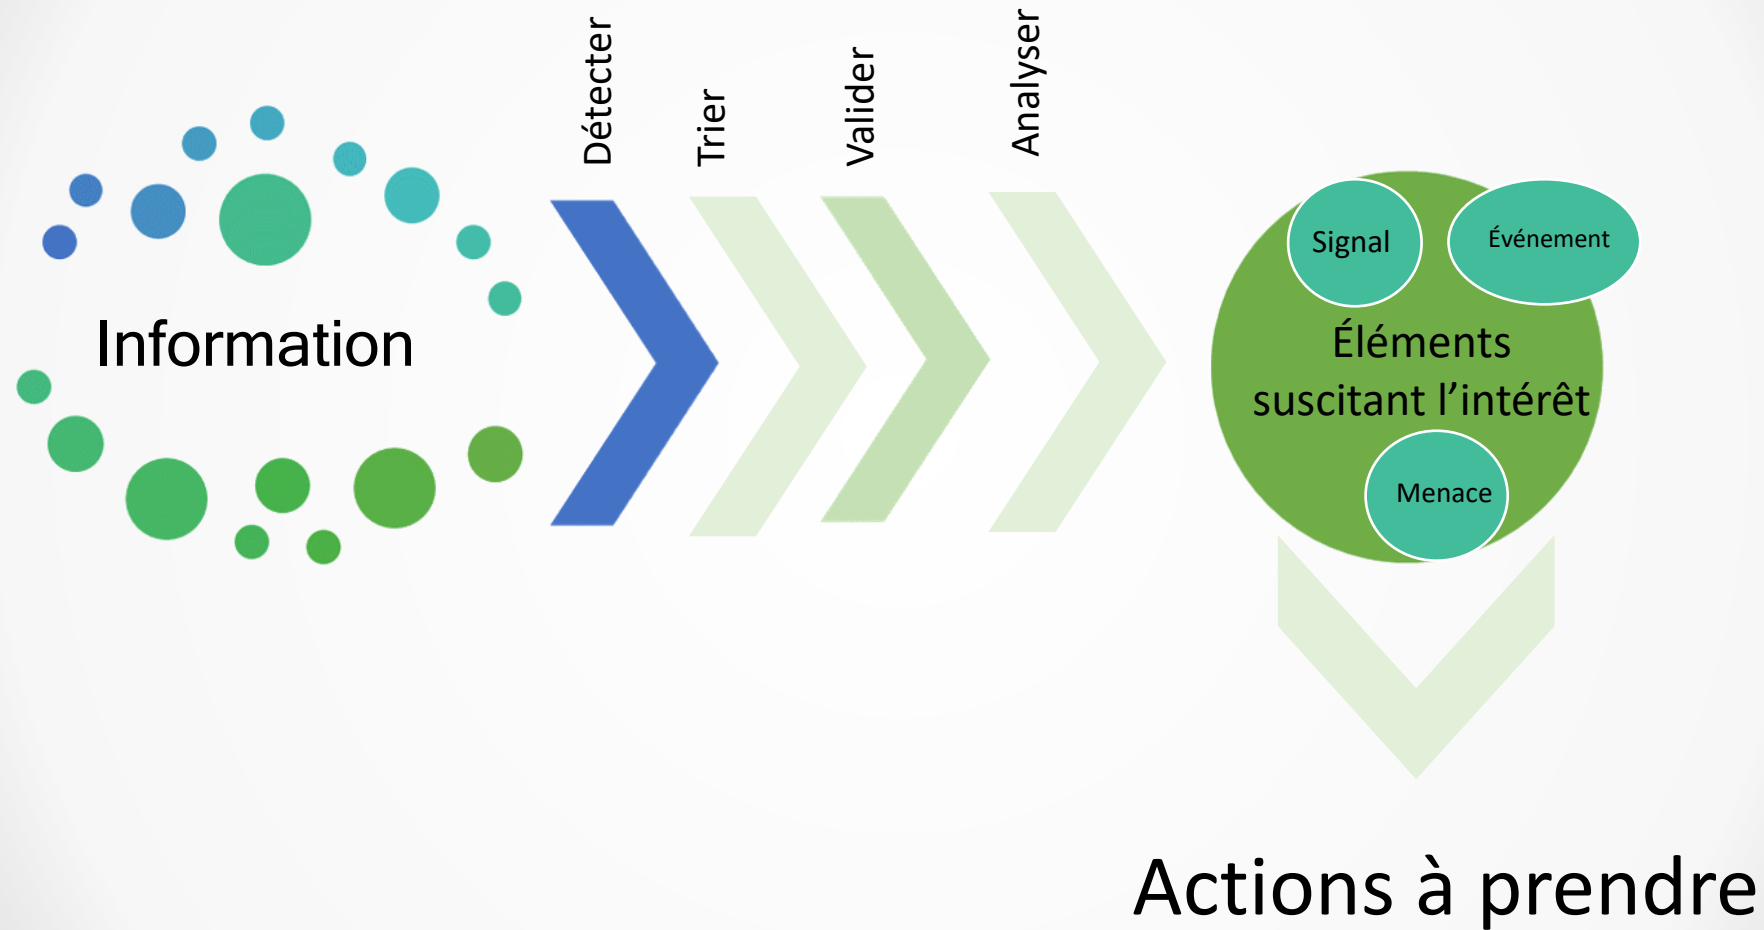 Information
Détecter
Trier
Valider
Analyser
Signal
Événement
Éléments
suscitant l’intérêt
Menace
Actions à prendre